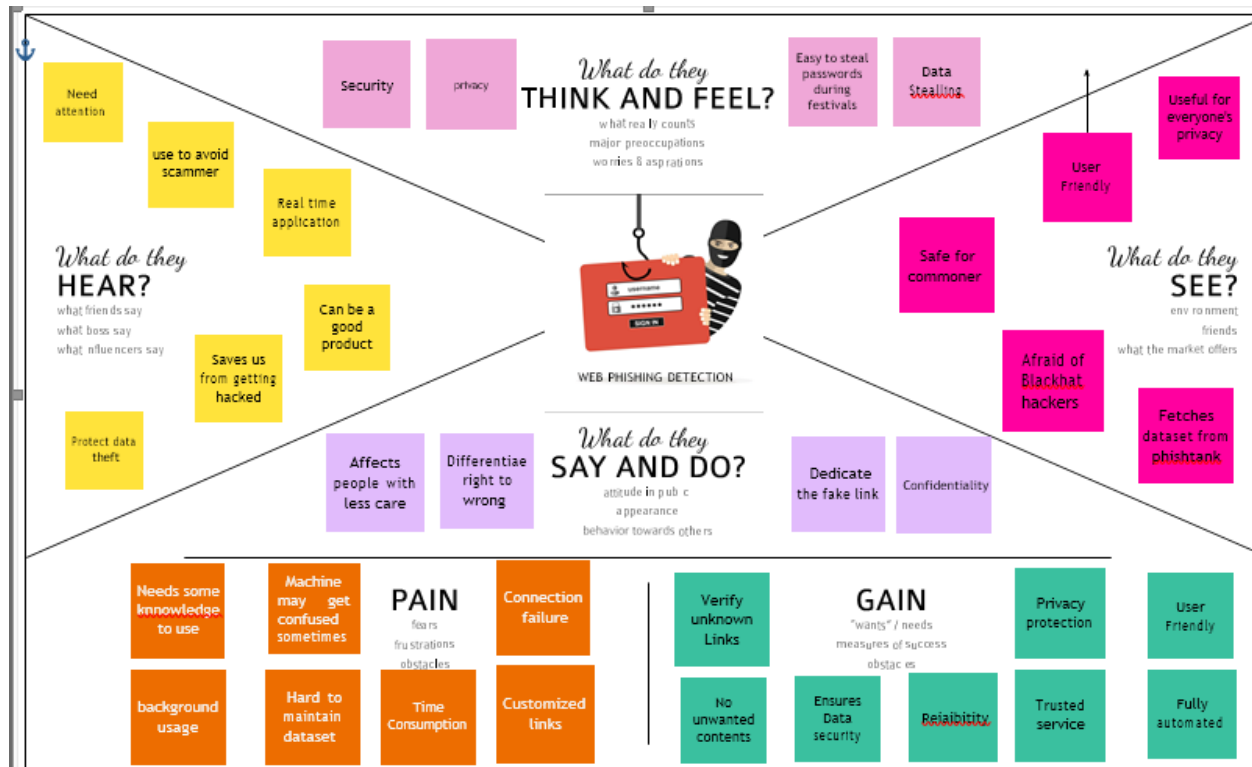 Need
attention
use to avoid
scammer
Real time
application
What do they
HEAR?
what friends say
what boss say
what nfluencers say
Can be a
good
product
Saves us
from getting
hacked
Protect data
theft
Security
privacy
What do they
THINK AND FEEL?
what really counts
major preoccupations
worries & asprations
Easy to steal
passwords
during
festivals
Data
Stealling
username
SIGN IN
WEB PHISHING DETECTION
Useful for
everyone's
privacy
User
Friendly
Safe for
commoner
What do they
SEE?
env ronment
friends
what the market offers
Afraid of
Blackhat
hackers
Fetches
dataset from
phishtank
Affects
people with
less care
Differentiae
right to
wrong
What do they
SAY AND DO?
attitude in pub c
appearance
behavior towards others
Dedicate
the fake link
Confidentiality
Needs some
knnowledge
to use
Machine
may get
confused
sometimes
PAIN
fears
frustrations
obstacles
Connection
failure
background
usage
Hard to
maintain
dataset
Time
Consumption
Customized
links
Verify
unknown
Links
GAIN
"wants" / needs
measures of success
obstac es
Privacy
protection
User
Friendly
No
unwanted
contents
Ensures
Data
security
Reiaibitity
Trusted
service
Fully
automated